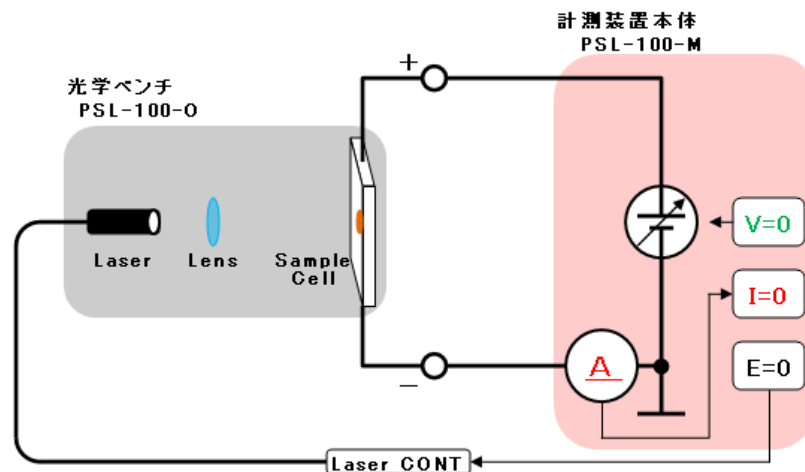 計測装置本体
PSL-100-M
光学ベンチ
PSL-100-O
+
Laser
Lens
Sample
Cell
V=0
I=0
A
E=0
−
Laser CONT